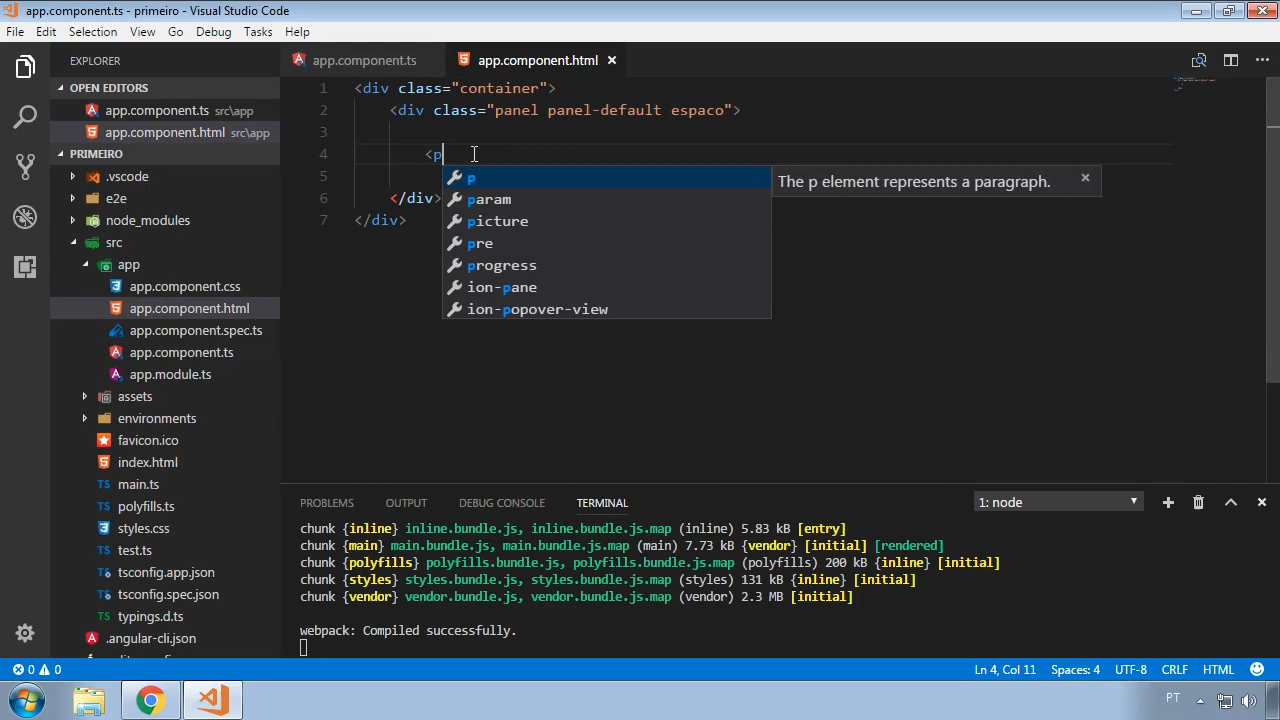 app.component.ts - primeiro - Visual Studio Code
File Edit Selection View Go Debug Tasks Help
EXPLORER
OPEN EDITORS
app.component.ts src\app
app.component.html src\app
PRIMEIRO
.vscode
e2e
node_modules
src
app
app.component.css
app.component.html
app.component.spec.ts
app.component.ts
app.module.ts
assets
environments
favicon.ico
index.html
TS main.ts
TS polyfills.ts
styles.css
TS test.ts
TS tsconfig.app.json
TS tsconfig.spec.json
TS typings.d.ts
.angular-cli.json
app.component.ts app.component.html
1 <div class="container">
2 <div class="panel panel-default espaco">
3
4 <p
5
6 </div>
7 </div>
p
param
picture
pre
progress
ion-pane
ion-popover-view
The p element represents a paragraph.
PROBLEMS OUTPUT DEBUG CONSOLE TERMINAL 1: node
chunk {inline} inline.bundle.js, inline.bundle.js.map (inline) 5.83 kB [entry]
chunk {main} main.bundle.js, main.bundle.js.map (main) 7.73 kB {vendor} [initial] [rendered]
chunk {polyfills} polyfills.bundle.js, polyfills.bundle.js.map (polyfills) 200 kB {inline} [initial]
chunk {styles} styles.bundle.js, styles.bundle.js.map (styles) 131 kB {inline} [initial]
chunk {vendor} vendor.bundle.js, vendor.bundle.js.map (vendor) 2.3 MB [initial]
webpack: Compiled successfully.
0 0 Ln 4, Col 11 Spaces: 4 UTF-8 CRLF HTML
PT